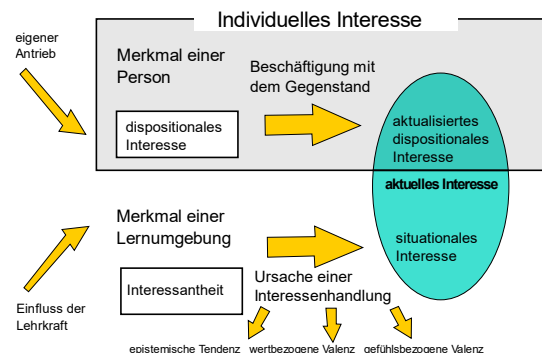 Individuelles Interesse
eigener
Antrieb
Merkmal einer
Person
Beschäftigung mit
dem Gegenstand
dispositionales
Interesse
aktualisiertes
dispositionales
Interesse
aktuelles Interesse
Merkmal einer
Lernumgebung
situationales
Interesse
Interessantheit
Ursache einer
Interessenhandlung
Einfluss der
Lehrkraft
epistemische Tendenz wertbezogene Valenz gefühlsbezogene Valenz